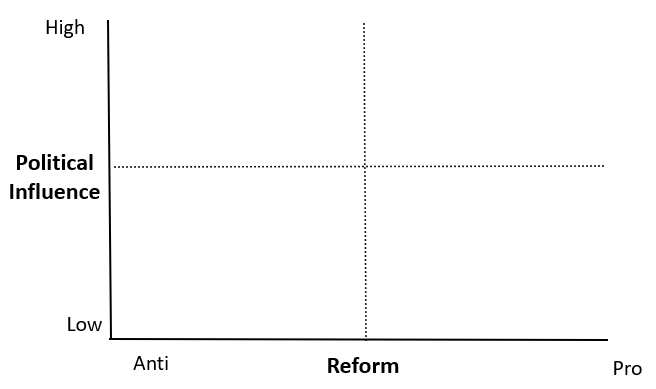 High
Political
Influence
Low
Anti
Reform
Pro